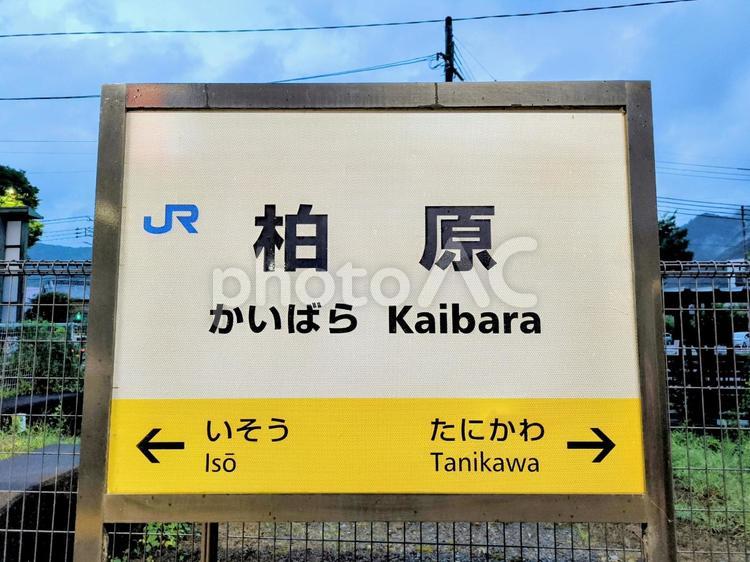 JR 柏原
かいばら Kaibara
photoAC
← いそう たにかわ →
Isō Tanikawa